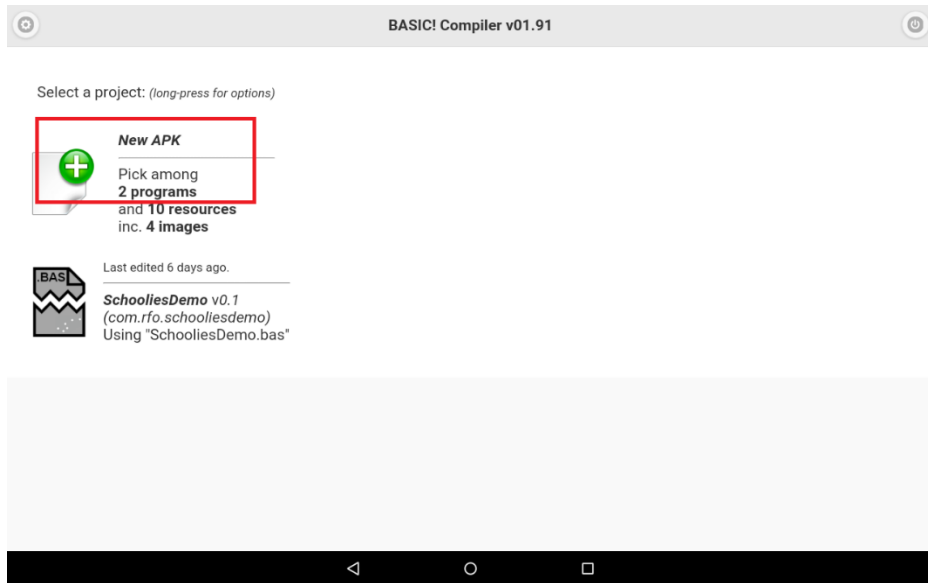 BASIC! Compiler v01.91
Select a project: (long-press for options)
New APK
Pick among
2 programs
and 10 resources
inc. 4 images
.BAS
Last edited 6 days ago.
SchooliesDemo v0.1
(com.rfo.schooliesdemo)
Using "SchooliesDemo.bas"